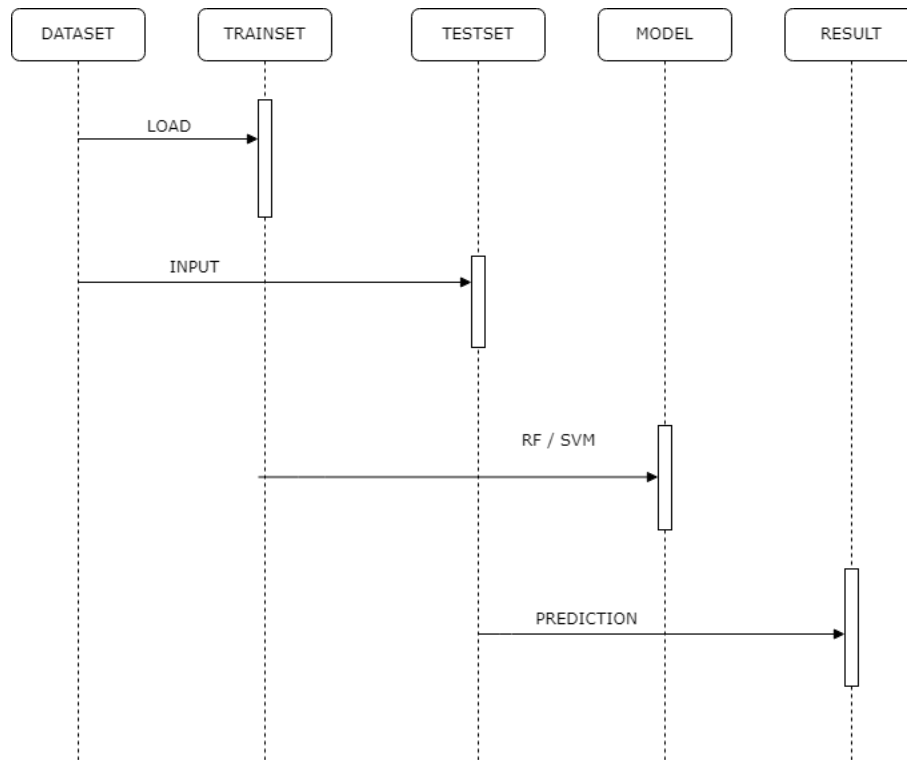 DATASET
TRAINSET
TESTSET
MODEL
RESULT
LOAD
INPUT
RF / SVM
PREDICTION